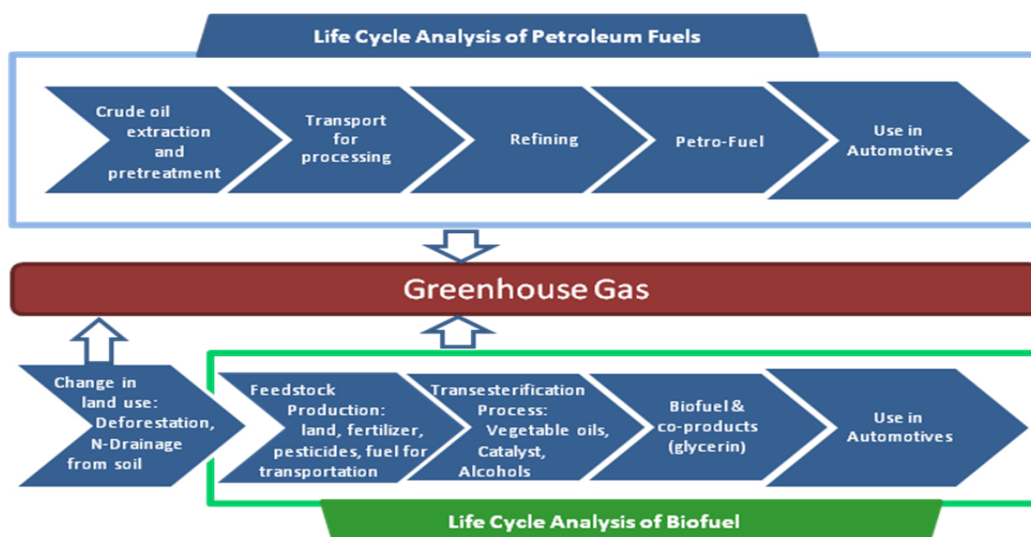 Life Cycle Analysis of Petroleum Fuels
Crude oil
extraction
and
pretreatment
Transport
for
processing
Refining
Petro-Fuel
Use in
Automotives
Greenhouse Gas
Change in
land use:
Deforestation,
N-Drainage
from soil
Feedstock
Production:
land, fertilizer,
pesticides, fuel for
transportation
Transesterification
Process:
Vegetable oils,
Catalyst,
Alcohols
Biofuel &
co-products
(glycerin)
Use in
Automotives
Life Cycle Analysis of Biofuel